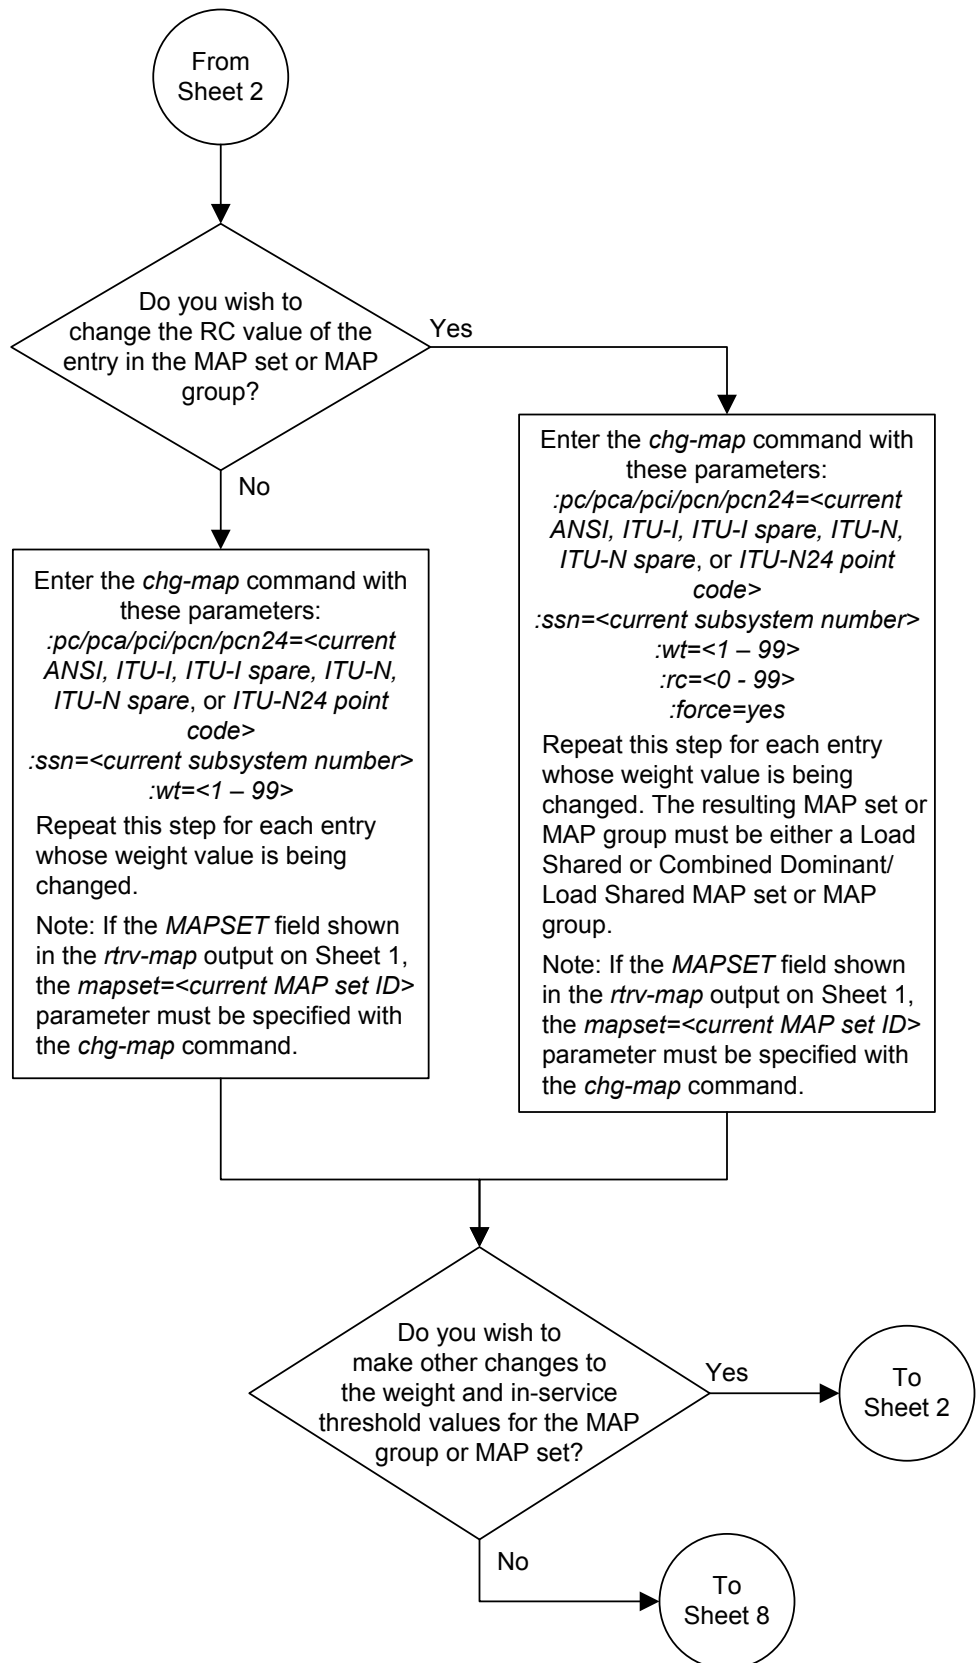 From
Sheet 2
Do you wish to
change the RC value of the
entry in the MAP set or MAP
group?
Yes
No
Enter the chg-map command with
these parameters:
:pc/pca/pci/pcn/pcn24=<current
ANSI, ITU-I, ITU-I spare, ITU-N,
ITU-N spare, or ITU-N24 point
code>
:ssn=<current subsystem number>
:wt=<1 – 99>
Repeat this step for each entry
whose weight value is being
changed.
Note: If the MAPSET field shown
in the rtrv-map output on Sheet 1,
the mapset=<current MAP set ID>
parameter must be specified with
the chg-map command.
Enter the chg-map command with
these parameters:
:pc/pca/pci/pcn/pcn24=<current
ANSI, ITU-I, ITU-I spare, ITU-N,
ITU-N spare, or ITU-N24 point
code>
:ssn=<current subsystem number>
:wt=<1 – 99>
:rc=<0 - 99>
:force=yes
Repeat this step for each entry
whose weight value is being
changed. The resulting MAP set or
MAP group must be either a Load
Shared or Combined Dominant/
Load Shared MAP set or MAP
group.
Note: If the MAPSET field shown
in the rtrv-map output on Sheet 1,
the mapset=<current MAP set ID>
parameter must be specified with
the chg-map command.
Do you wish to
make other changes to
the weight and in-service
threshold values for the MAP
group or MAP set?
Yes
To
Sheet 2
No
To
Sheet 8